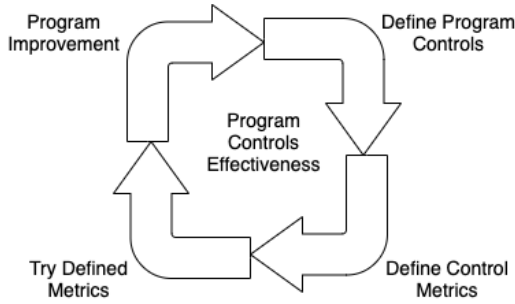 Program
Improvement
Define Program
Controls
Program
Controls
Effectiveness
Try Defined
Metrics
Define Control
Metrics